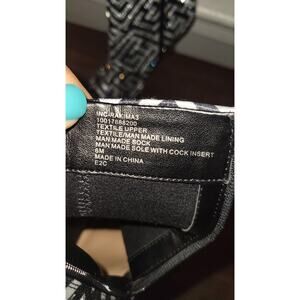 INC-RAKIMA3
10017888200
TEXTILE UPPER
TEXTILE/MAN MADE LINING
MAN MADE SOCK
MAN MADE SOLE WITH COCK INSERT
6M
MADE IN CHINA
E2C